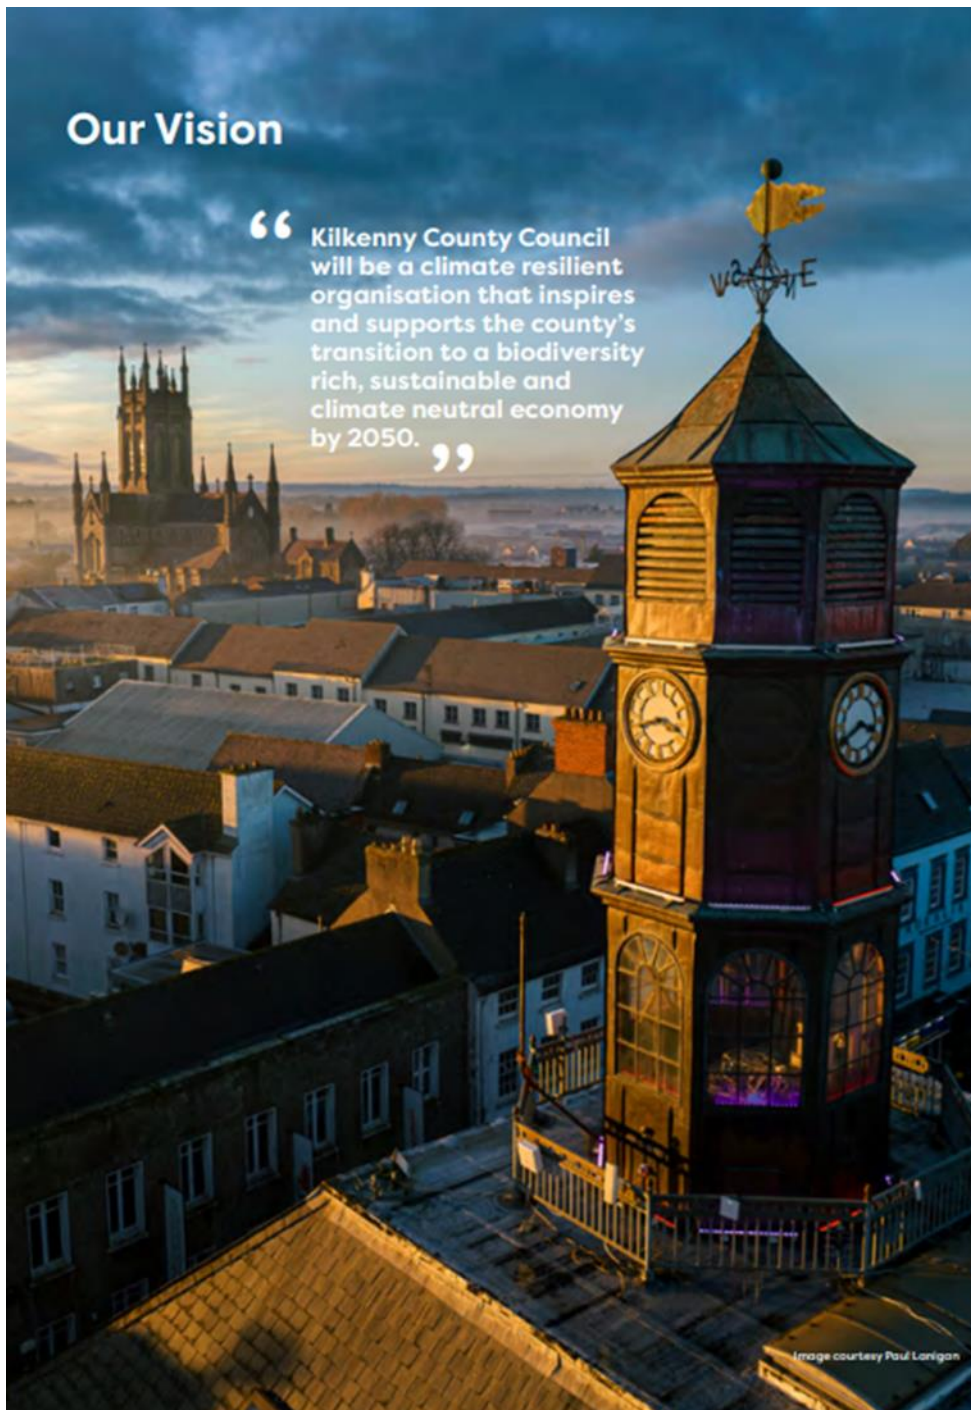 Our Vision
“
Kilkenny County Council
will be a climate resilient
organisation that inspires
and supports the county’s
transition to a biodiversity
rich, sustainable and
climate neutral economy
by 2050.
”
W S N E
Image courtesy Paul Lanigan